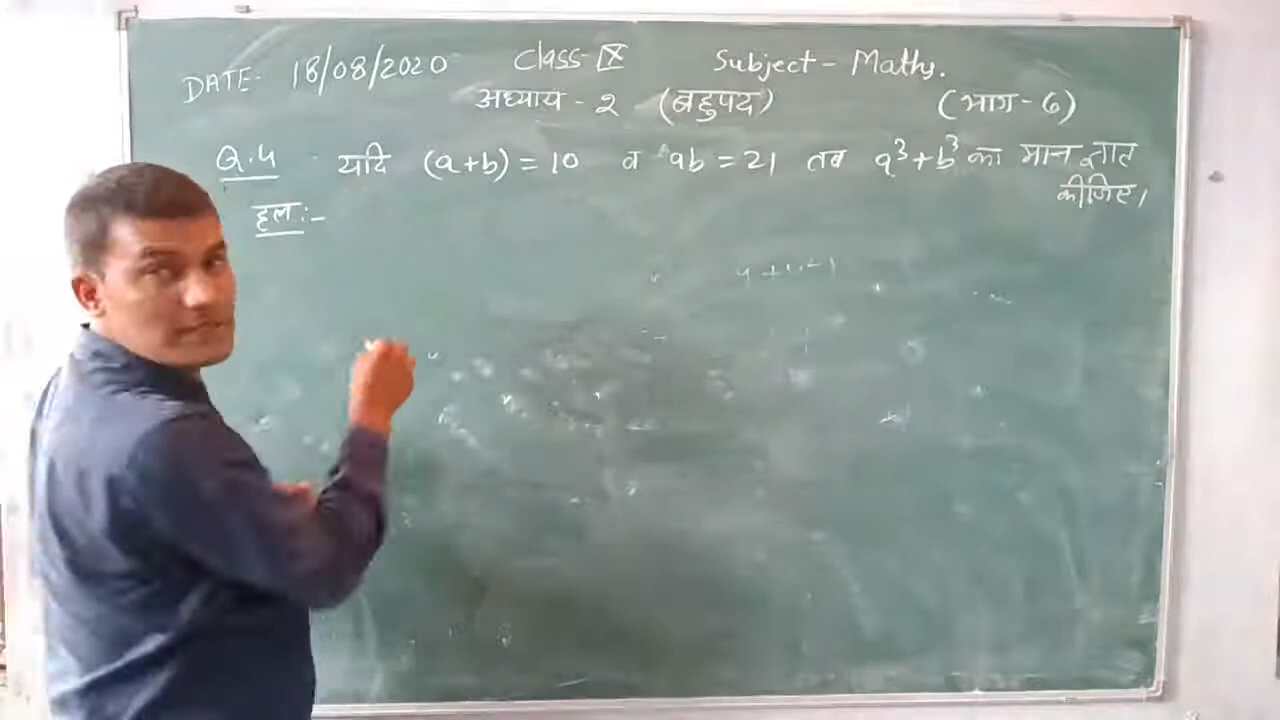 DATE- 18/08/2020 Class-IX Subject - Maths.
अध्याय - 2 (बहुपद) (भाग - 6)
Q.4 यदि (a+b) = 10 व ab = 21 तब a³+b³ का मान ज्ञात
कीजिए।
हल:-